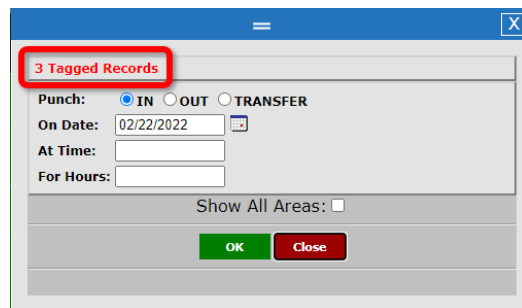 X
3 Tagged Records
Punch: IN OUT TRANSFER
On Date: 02/22/2022
At Time:
For Hours:
Show All Areas:
OK Close